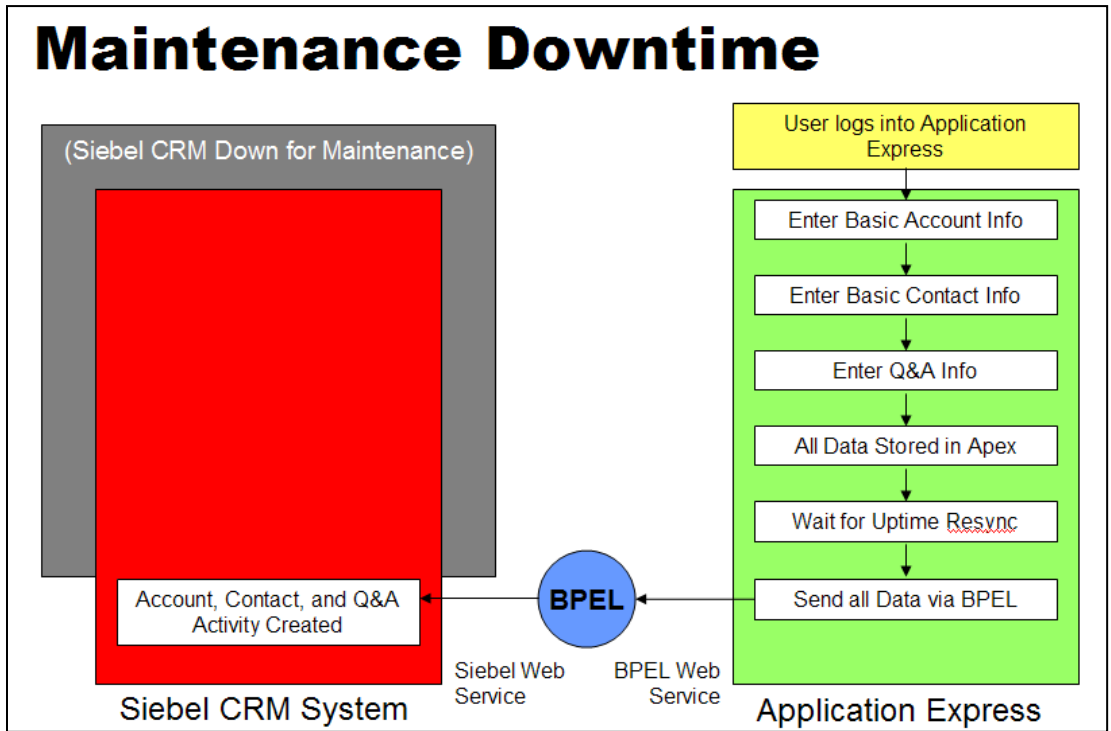 Maintenance Downtime
(Siebel CRM Down for Maintenance)
User logs into Application
Express
Enter Basic Account Info
Enter Basic Contact Info
Enter Q&A Info
All Data Stored in Apex
Wait for Uptime Resync
Send all Data via BPEL
BPEL
Account, Contact, and Q&A
Activity Created
Siebel Web
Service
BPEL Web
Service
Siebel CRM System
Application Express